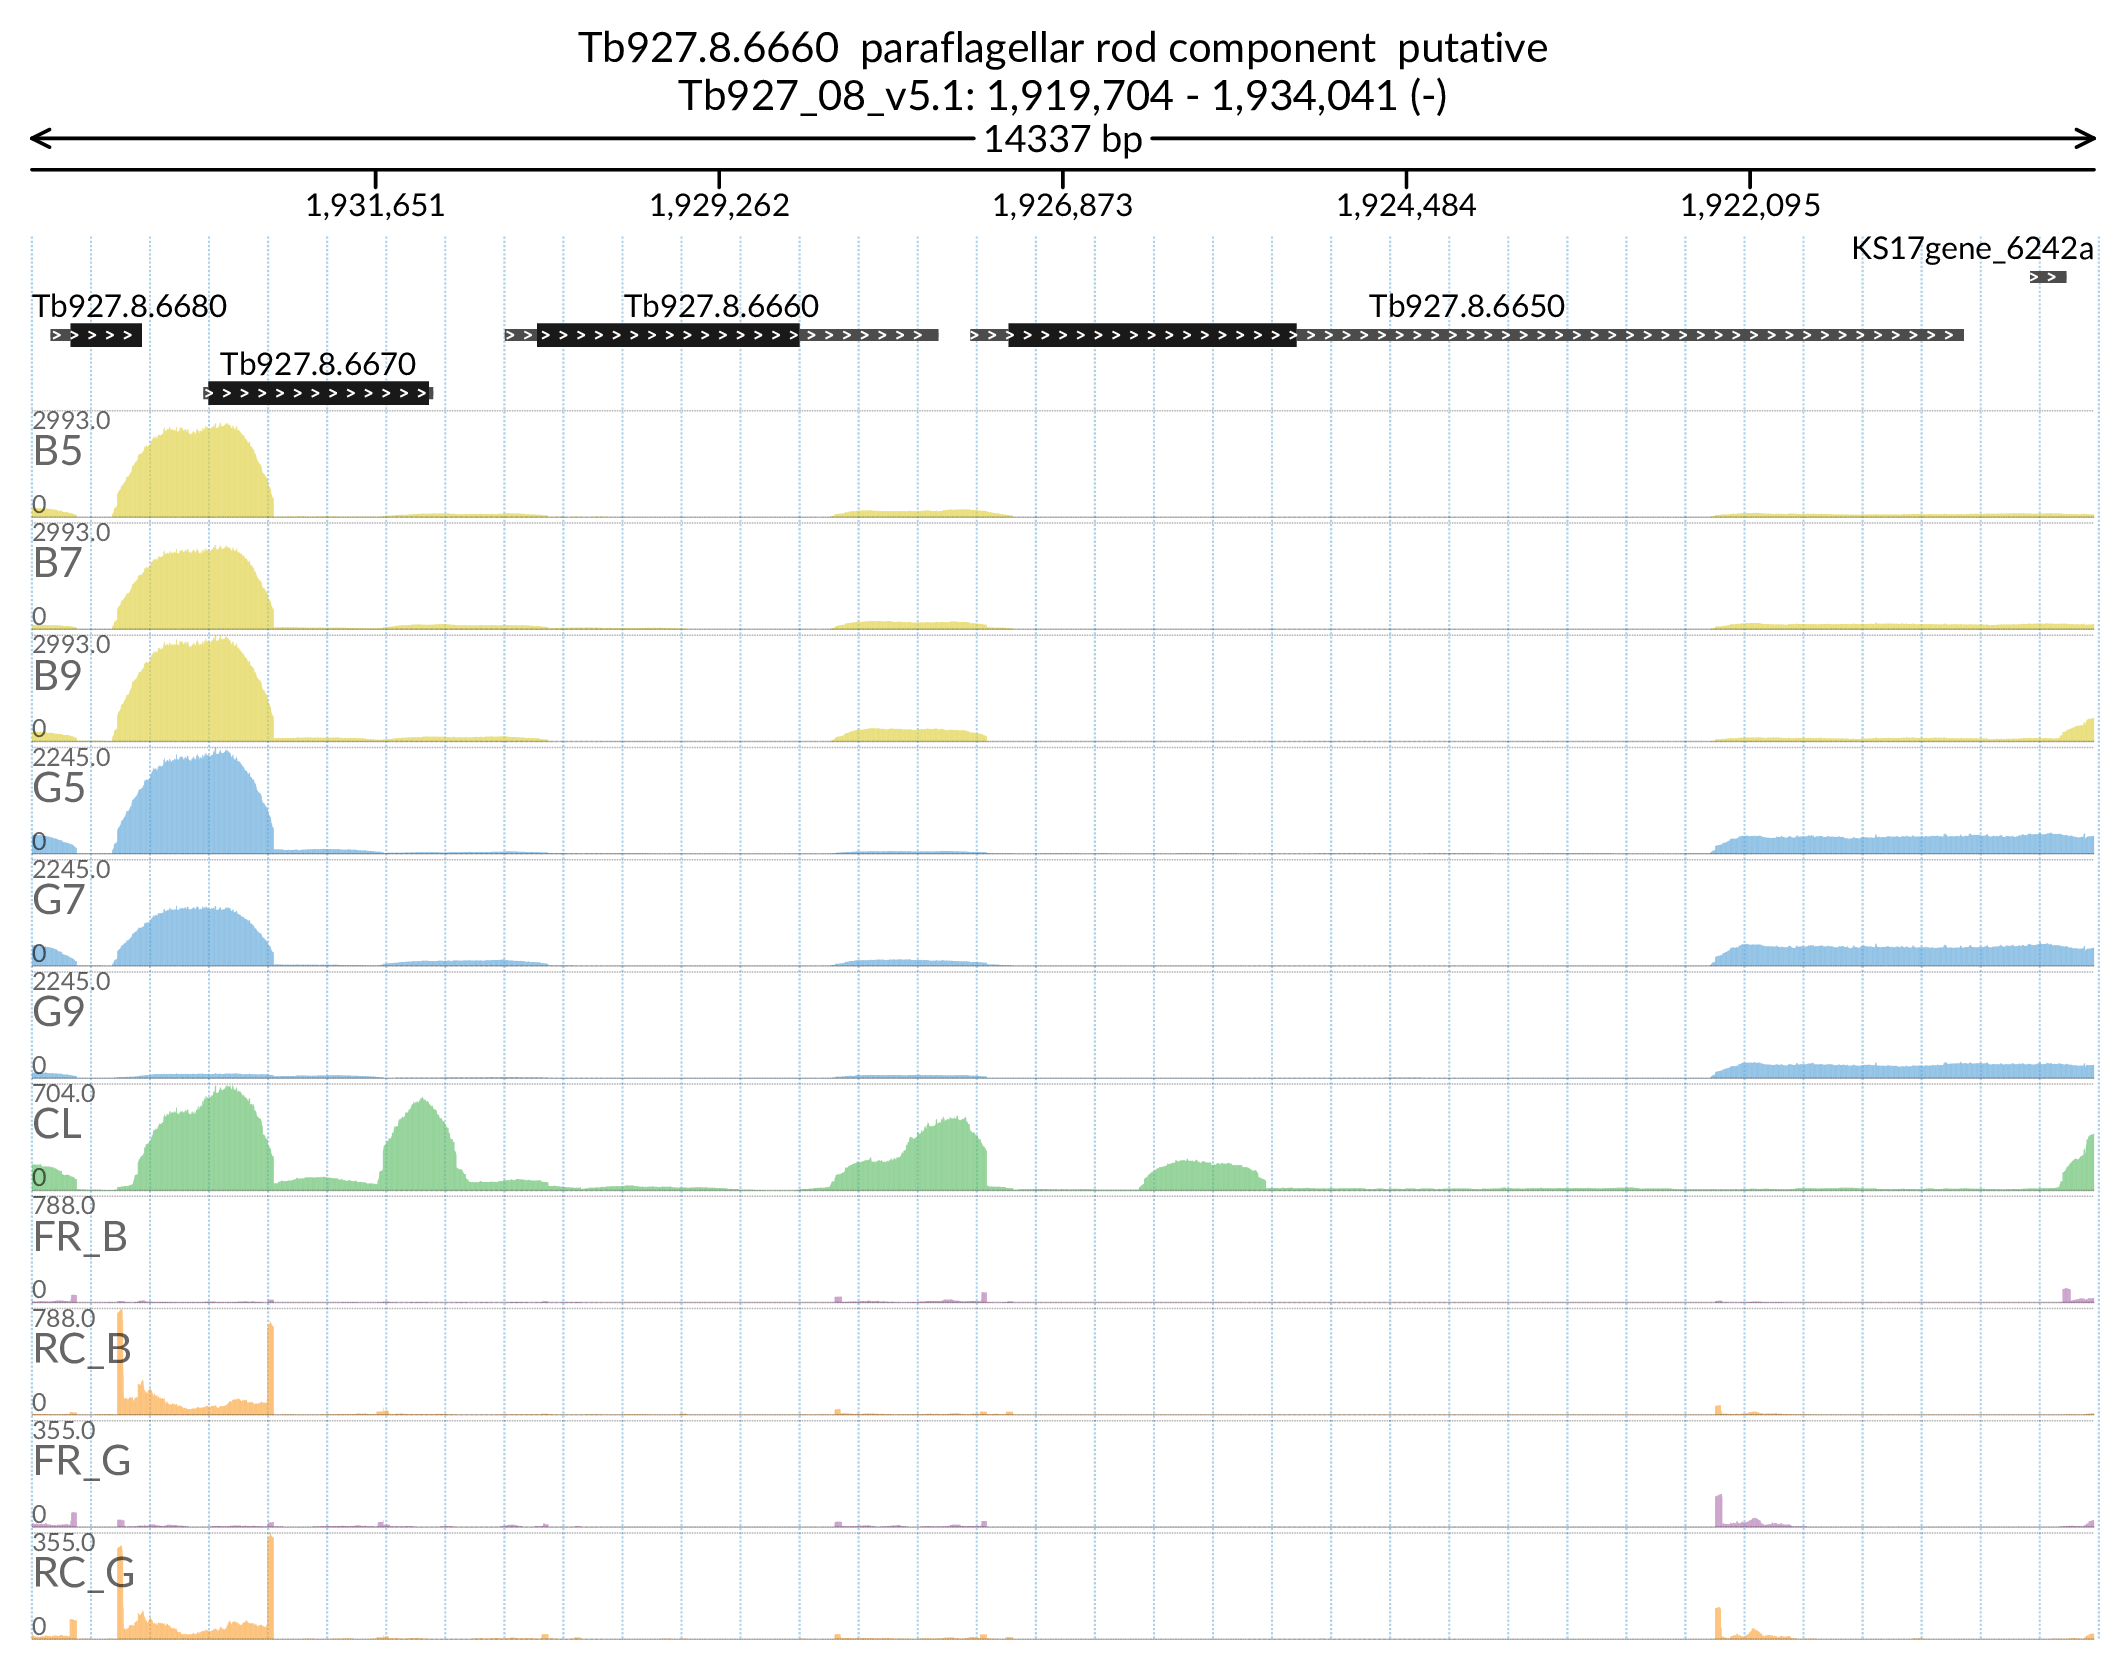 Tb927.8.6660 paraflagellar rod component putative
Tb927_08_v5.1: 1,919,704 - 1,934,041 (-)
14337 bp
1,931,651 1,929,262 1,926,873 1,924,484 1,922,095
KS17gene_6242a
Tb927.8.6680 Tb927.8.6660 Tb927.8.6650
Tb927.8.6670
2993.0
B5
0
2993.0
B7
0
2993.0
B9
0
2245.0
G5
0
2245.0
G7
0
2245.0
G9
0
704.0
CL
0
788.0
FR_B
0
788.0
RC_B
0
355.0
FR_G
0
355.0
RC_G
0